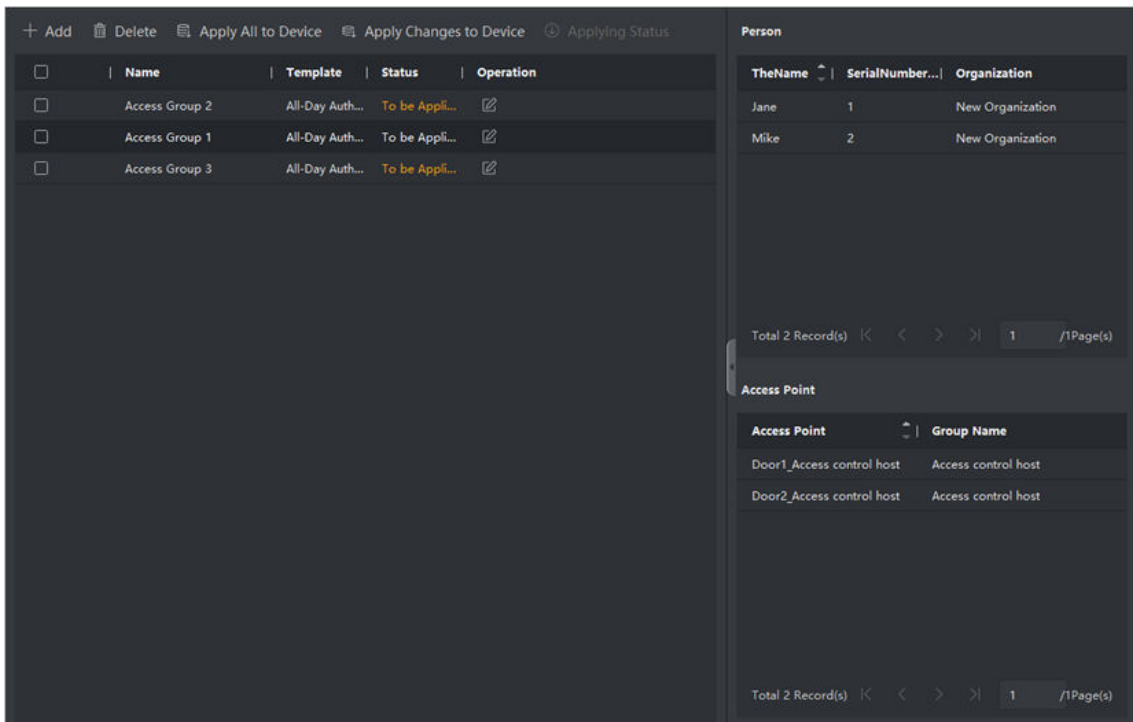 Add Delete Apply All to Device Apply Changes to Device Applying Status
Name Template Status Operation
Access Group 2 All-Day Auth... To be Appli...
Access Group 1 All-Day Auth... To be Appli...
Access Group 3 All-Day Auth... To be Appli...
Person
TheName SerialNumber... Organization
Jane 1 New Organization
Mike 2 New Organization
Total 2 Record(s) 1 /1Page(s)
Access Point
Access Point Group Name
Door1_Access control host Access control host
Door2_Access control host Access control host
Total 2 Record(s) 1 /1Page(s)